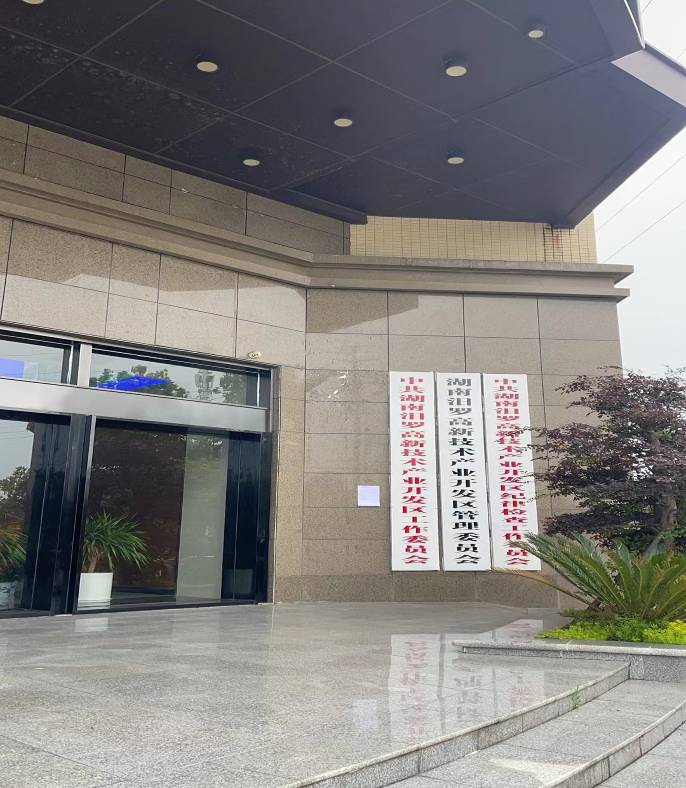 中共湖南汨罗高新技术产业开发区工作委员会
湖南汨罗高新技术产业开发区管理委员会
中共湖南汨罗高新技术产业开发区纪律检查工作委员会